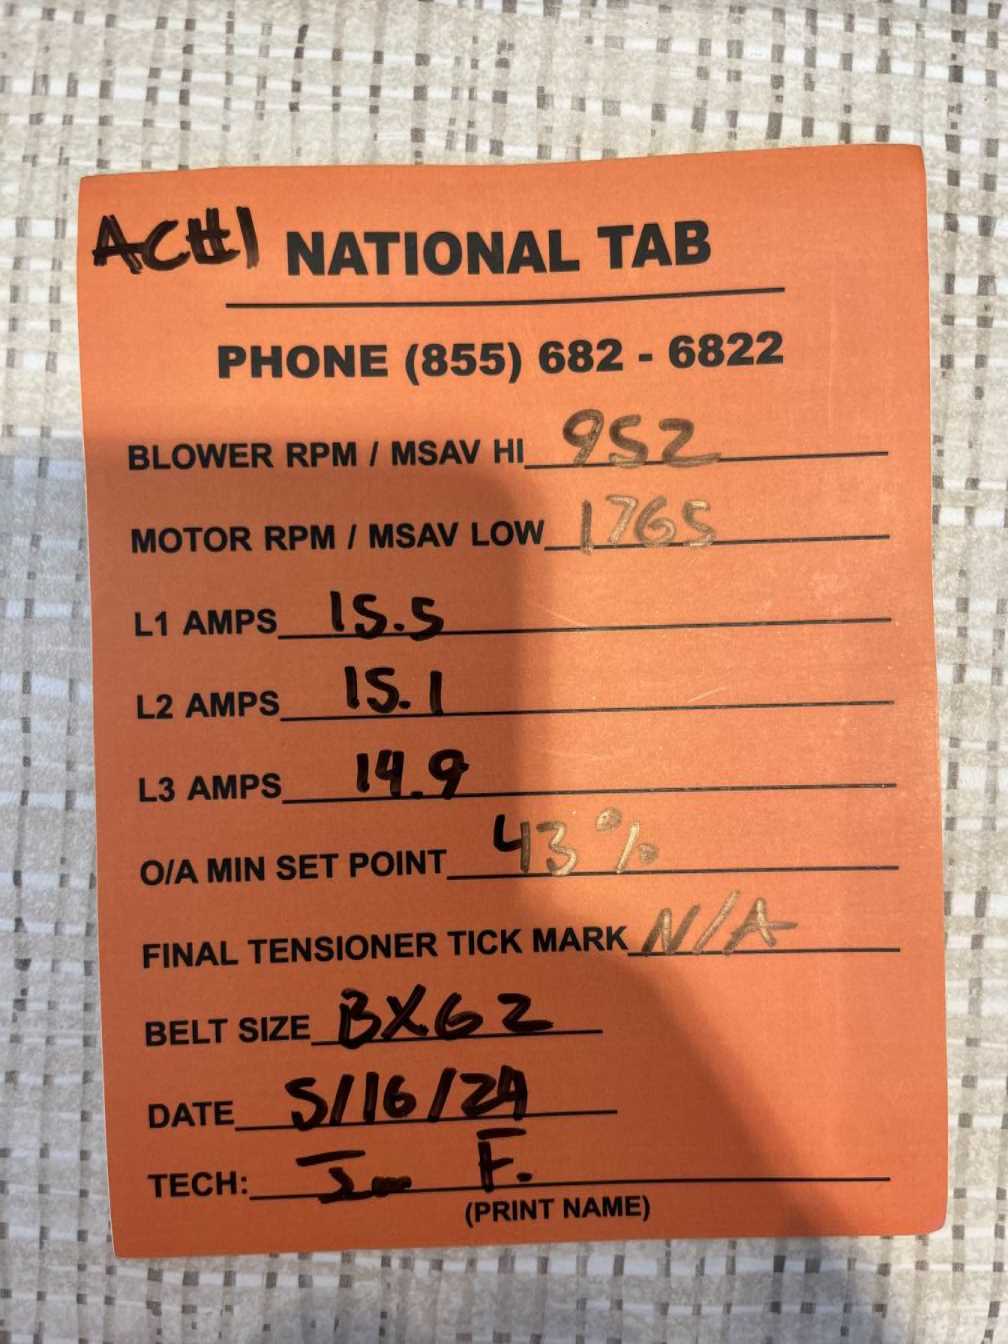 AC#1 NATIONAL TAB
PHONE (855) 682 - 6822
BLOWER RPM / MSAV HI 952
MOTOR RPM / MSAV LOW 1765
L1 AMPS 15.5
L2 AMPS 15.1
L3 AMPS 14.9
O/A MIN SET POINT 43%
FINAL TENSIONER TICK MARK N/A
BELT SIZE BX62
DATE 5/16/24
TECH: F.
(PRINT NAME)